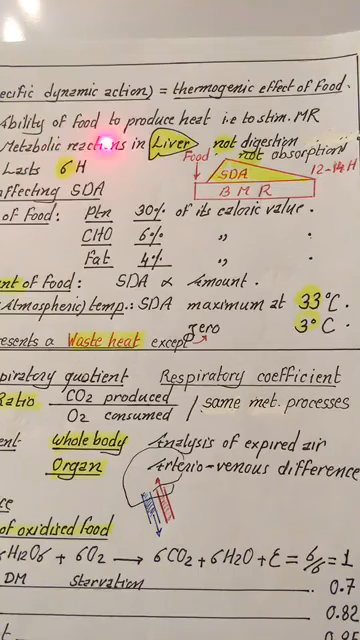 ecific dynamic action) = thermogenic effect of Food.
Ability of Food to produce heat i.e to stim. MR
Metabolic reactions in Liver not digestion
not absorption
Lasts 6 H
Food
SDA
12-14 H
B M R
affecting SDA
of Food: Ptn 30% of its caloric value.
CHO 6% ,, .
Fat 4% ,, .
nt of Food: SDA ∝ Amount.
(Atmospheric) temp.: SDA maximum at 33°C.
zero 3°C.
esents a Waste heat except
piratory quotient Respiratory coefficient
Ratio CO2 produced / same met. processes
O2 consumed
ent whole body Analysis of expired air
Organ Arterio-venous difference
ce
of oxidised food
6H12O6 + 6O2 → 6CO2 + 6H2O + E = 6/6 = 1
DM Starvation 0.7
0.82